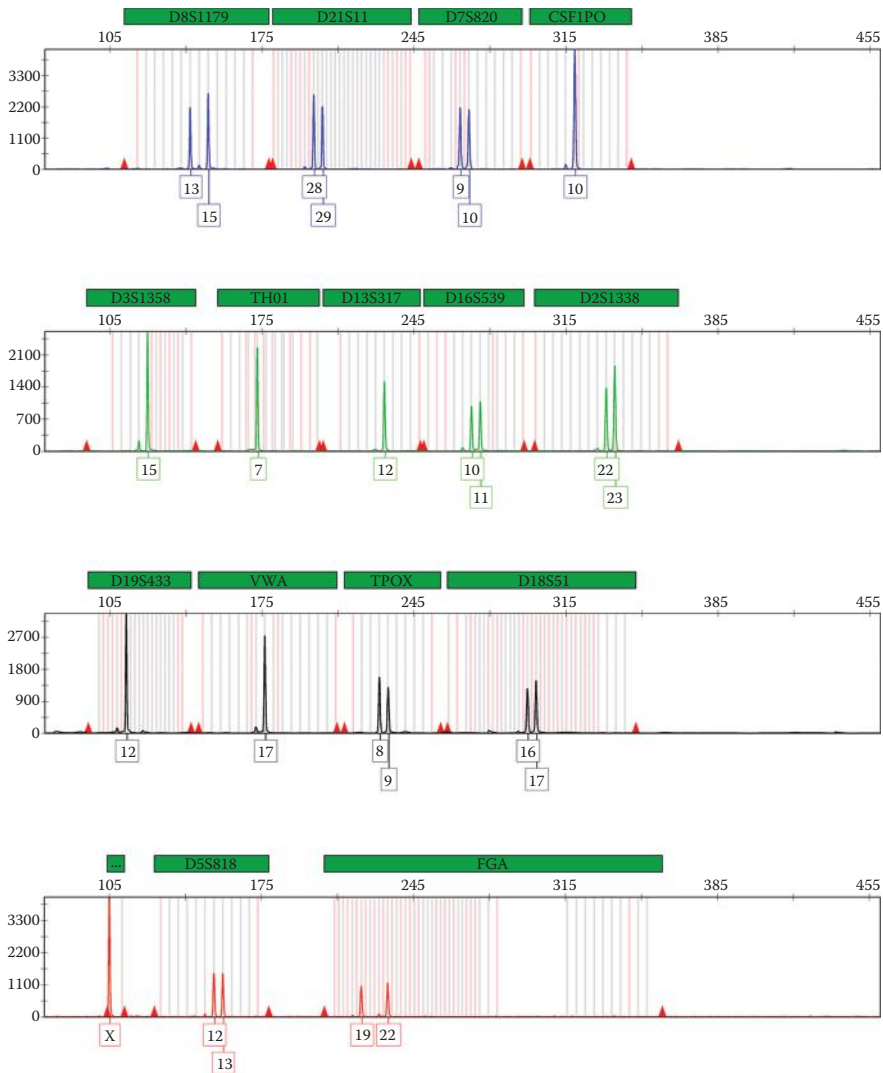 D8S1179 D21S11 D7S820 CSF1PO
105 175 245 315 385 455
3300
2200
1100
0
13 28 9 10
15 29 10
D3S1358 TH01 D13S317 D16S539 D2S1338
105 175 245 315 385 455
2100
1400
700
0
15 7 12 10 22
11 23
D19S433 VWA TPOX D18S51
105 175 245 315 385 455
2700
1800
900
0
12 17 8 16
9 17
... D5S818 FGA
105 175 245 315 385 455
3300
2200
1100
0
X 12 19 22
13